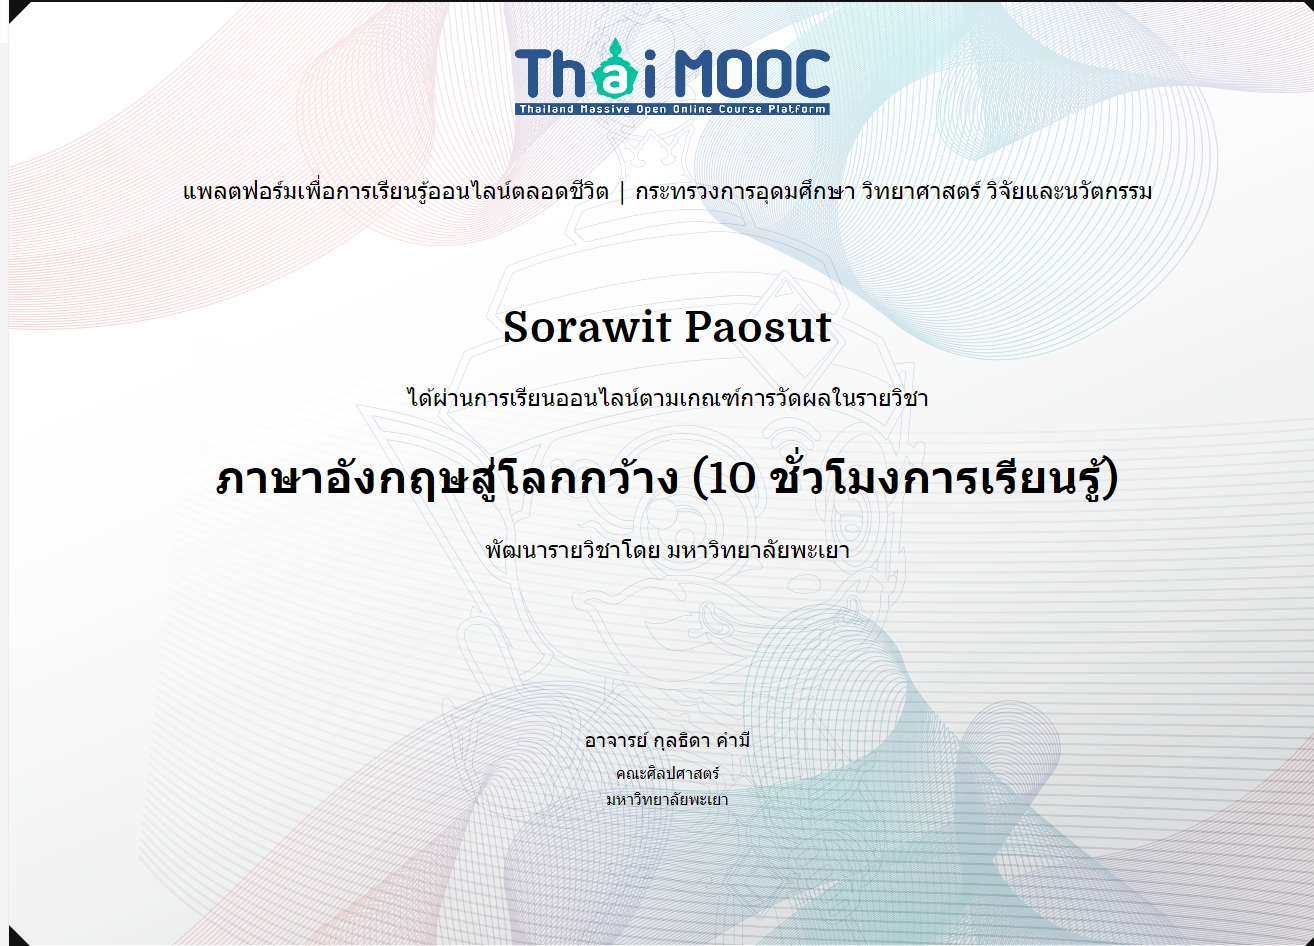 Thai MOOC
Thailand Massive Open Online Course Platform
แพลตฟอร์มเพื่อการเรียนรู้ออนไลน์ตลอดชีวิต | กระทรวงการอุดมศึกษา วิทยาศาสตร์ วิจัยและนวัตกรรม
Sorawit Paosut
ได้ผ่านการเรียนออนไลน์ตามเกณฑ์การวัดผลในรายวิชา
ภาษาอังกฤษสู่โลกกว้าง (10 ชั่วโมงการเรียนรู้)
พัฒนารายวิชาโดย มหาวิทยาลัยพะเยา
อาจารย์ กุลธิดา คำมี
คณะศิลปศาสตร์
มหาวิทยาลัยพะเยา